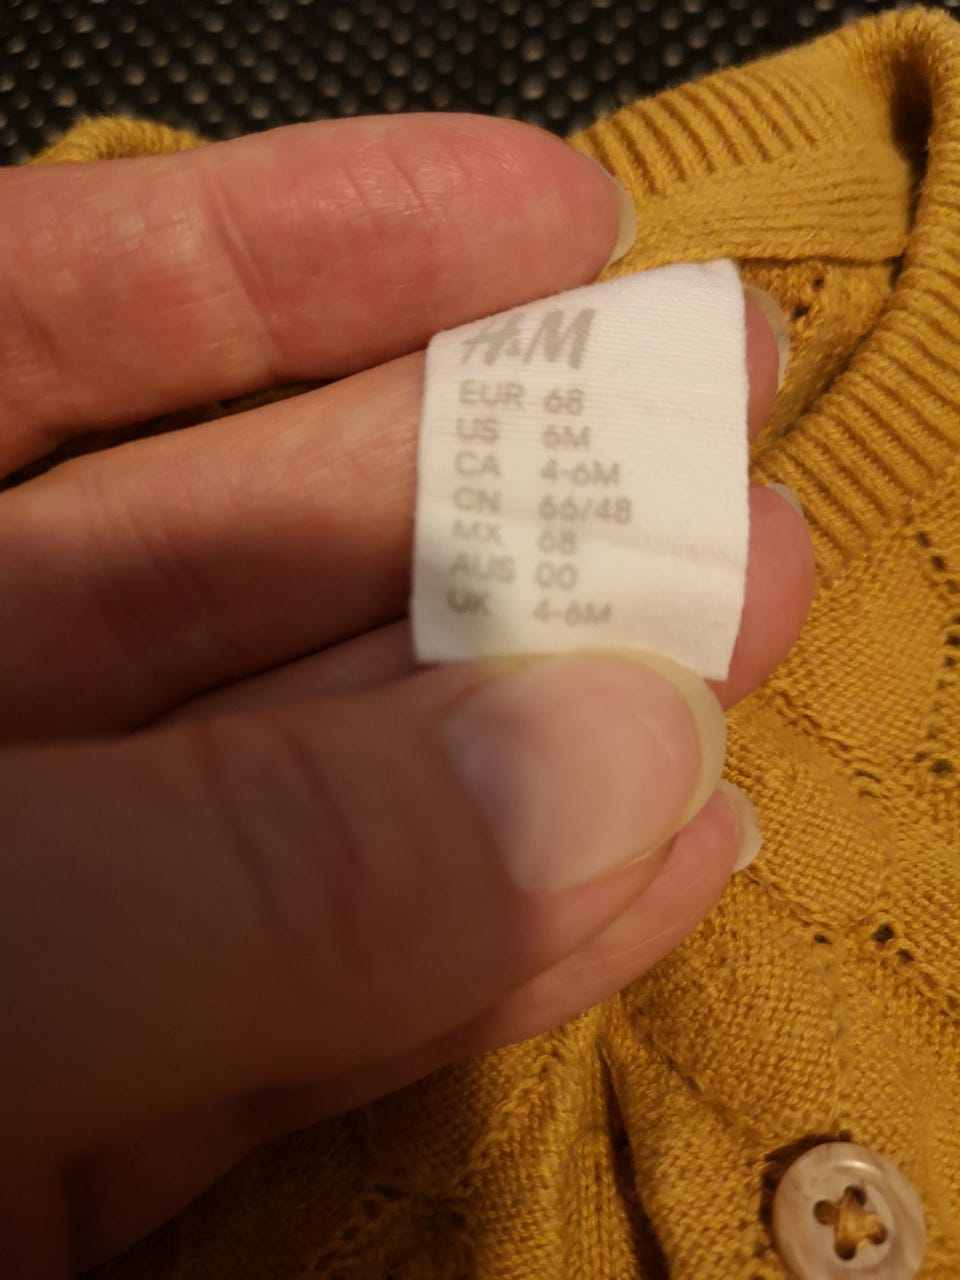 H&M
EUR 68
US 6M
CA 4-6M
CN 66/48
MX 68
AUS 00
UK 4-6M